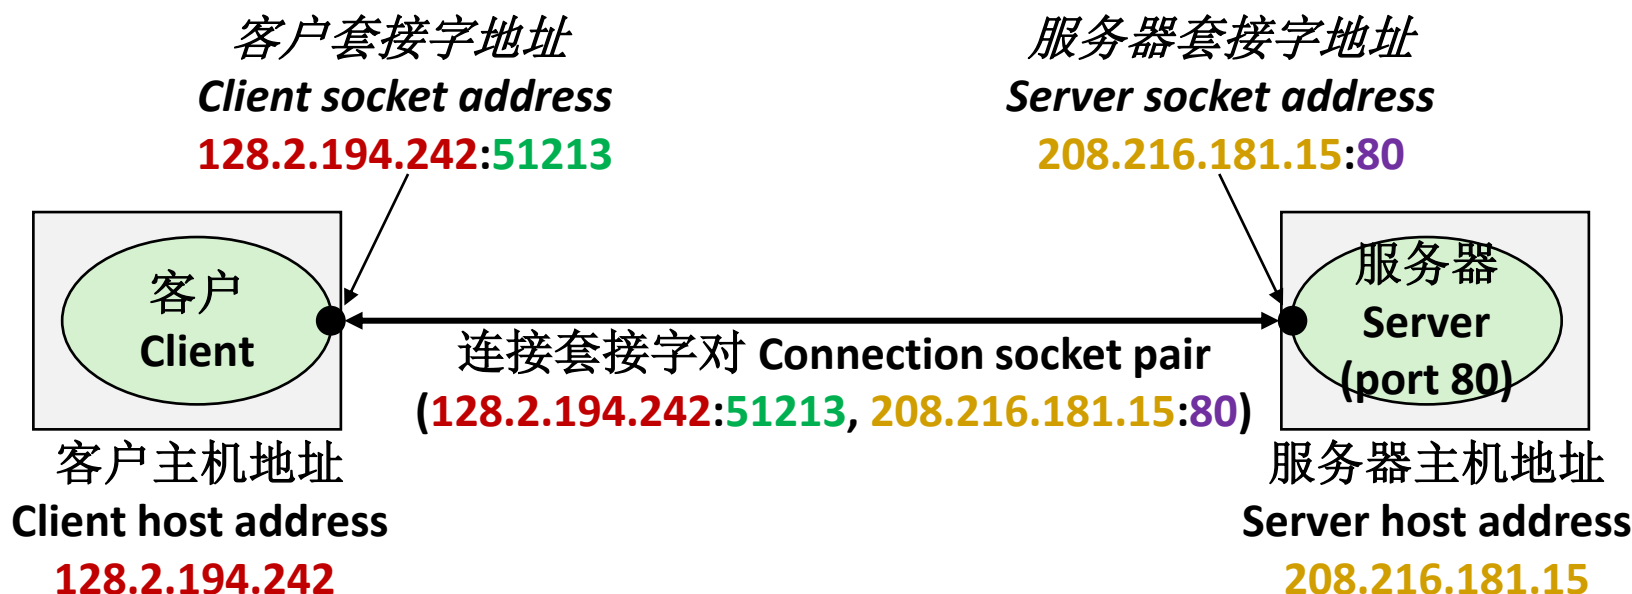 客户套接字地址
Client socket address
128.2.194.242:51213
服务器套接字地址
Server socket address
208.216.181.15:80
客户
Client
连接套接字对 Connection socket pair
(128.2.194.242:51213, 208.216.181.15:80)
服务器
Server
(port 80)
客户主机地址
Client host address
128.2.194.242
服务器主机地址
Server host address
208.216.181.15